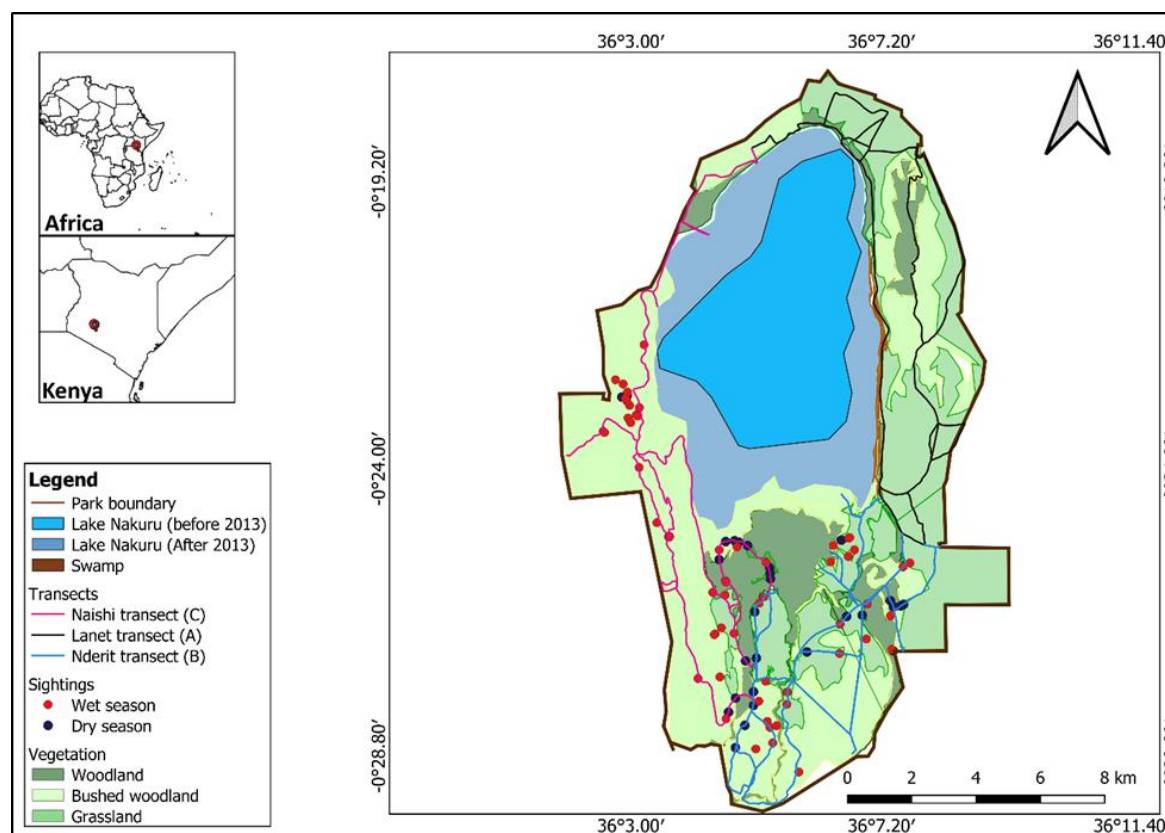 36°3.00′
36°7.20′
36°11.40′
Africa
Kenya
-0°19.20′
-0°24.00′
-0°28.80′
Legend
Park boundary
Lake Nakuru (before 2013)
Lake Nakuru (After 2013)
Swamp
Transects
Naishi transect (C)
Lanet transect (A)
Nderit transect (B)
Sightings
Wet season
Dry season
Vegetation
Woodland
Bushed woodland
Grassland
0 2 4 6 8 km
36°3.00′
36°7.20′
36°11.40′